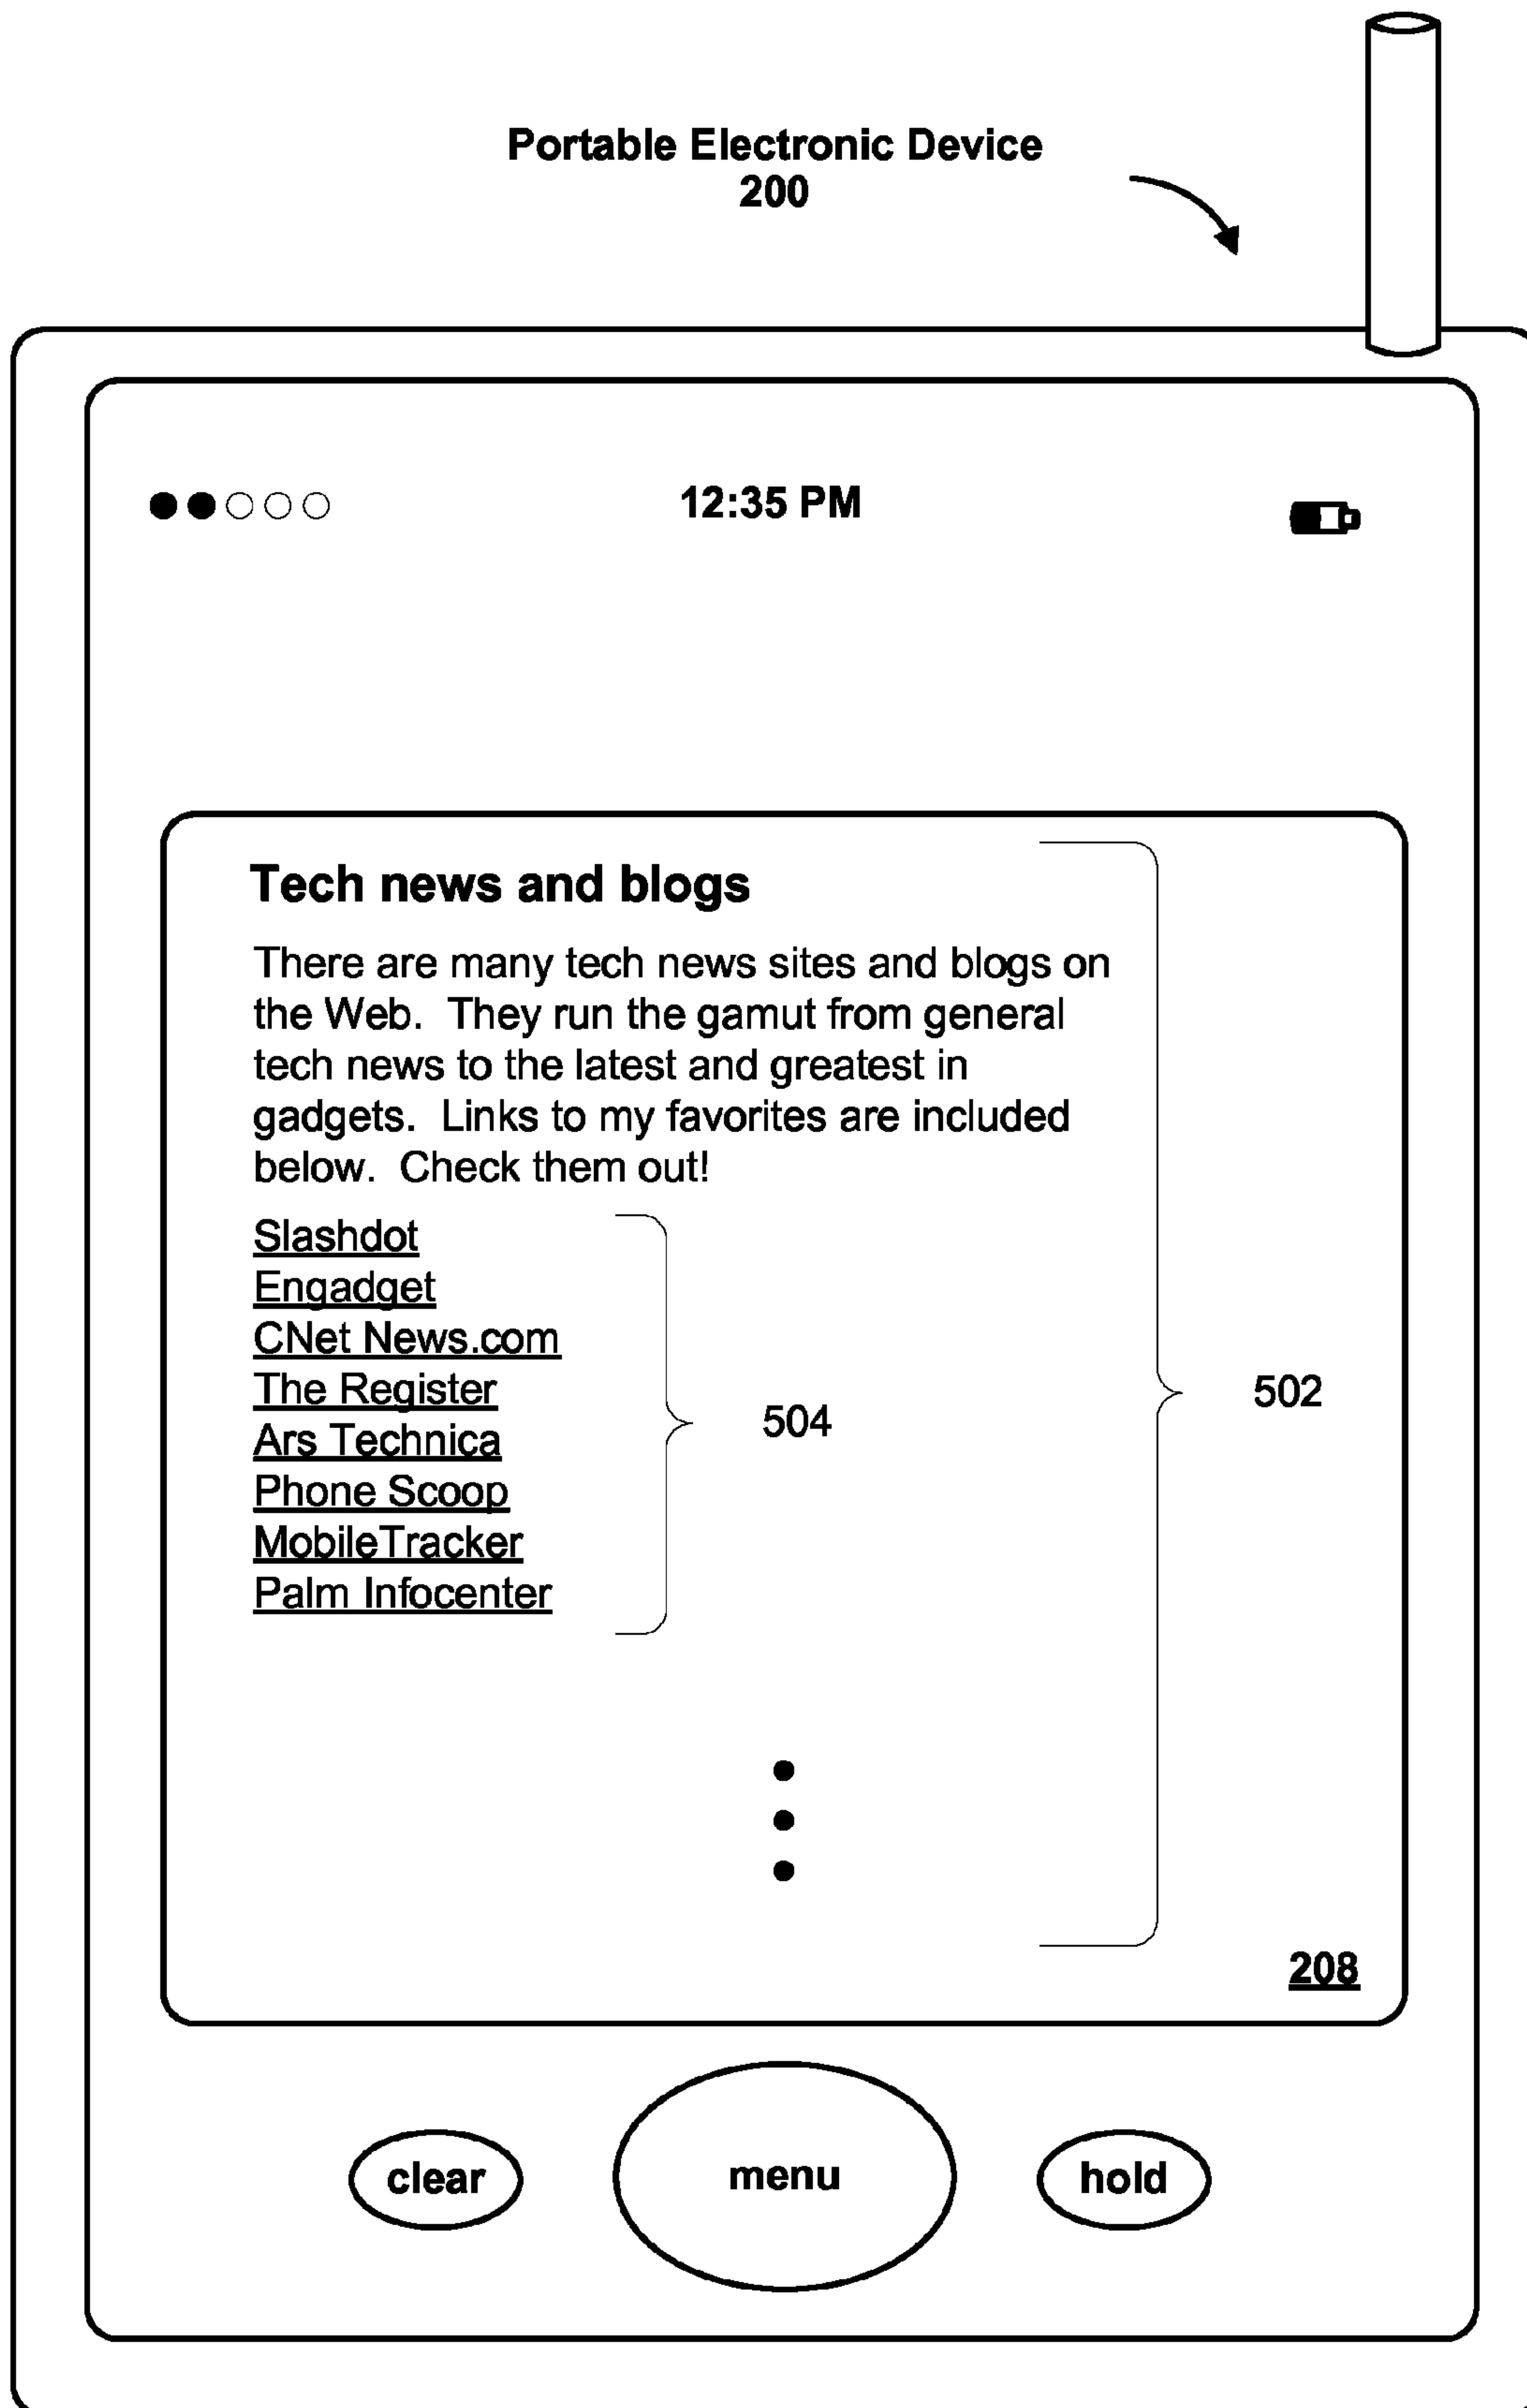 Portable Electronic Device
200
12:35 PM
Tech news and blogs
There are many tech news sites and blogs on
the Web.  They run the gamut from general
tech news to the latest and greatest in
gadgets.  Links to my favorites are included
below.  Check them out!
Slashdot
Engadget
CNet News.com
The Register
Ars Technica
Phone Scoop
MobileTracker
Palm Infocenter
504
502
208
clear
menu
hold